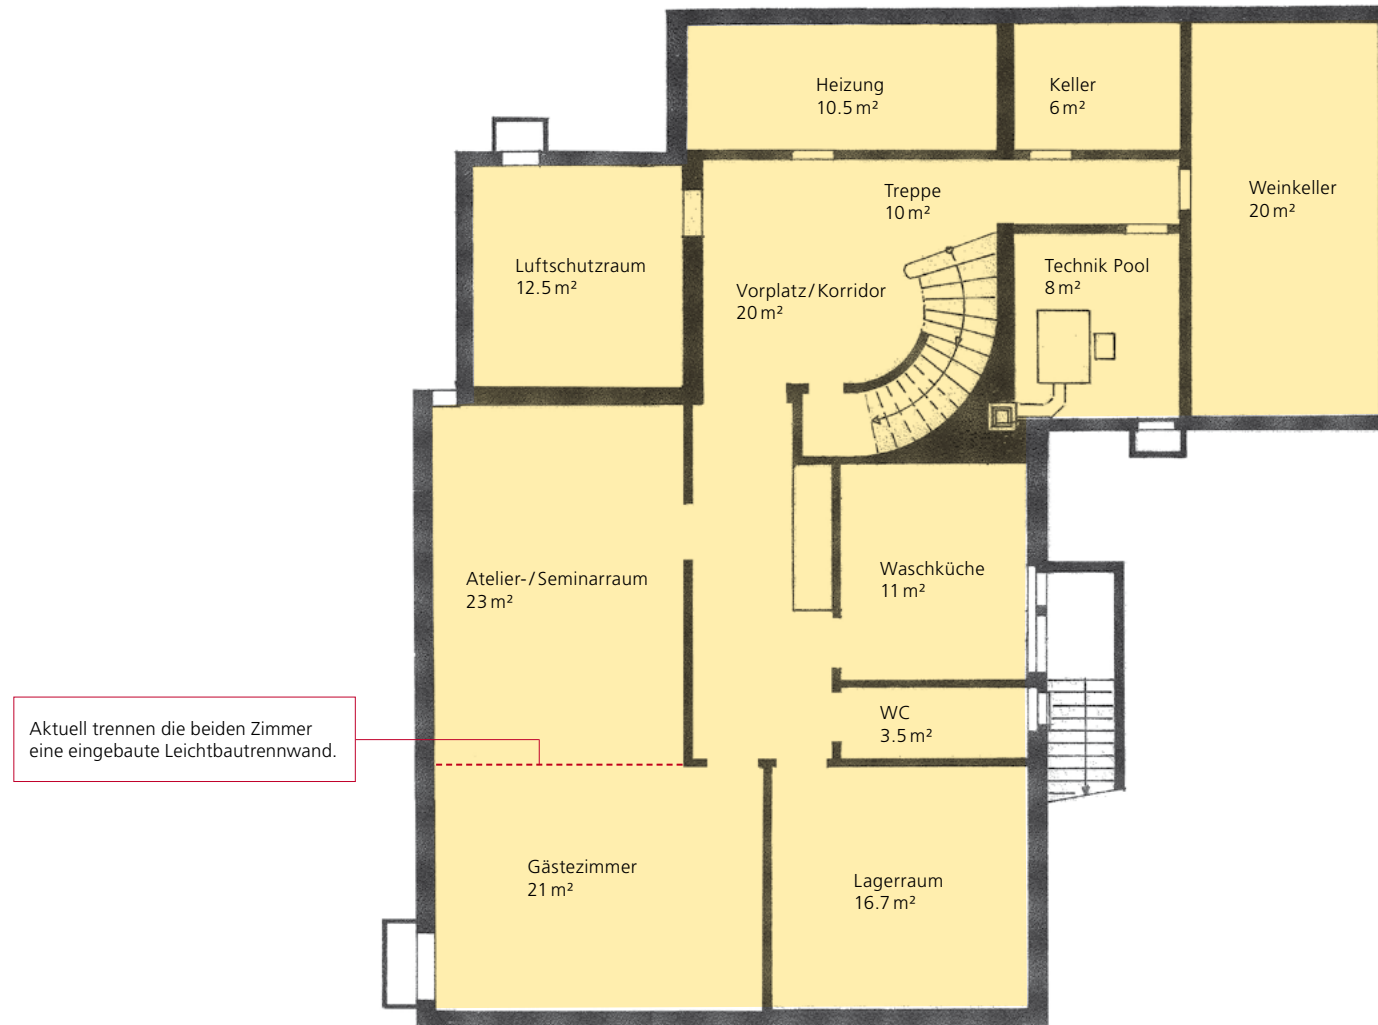 Heizung
10.5 m²
Keller
6 m²
Treppe
10 m²
Weinkeller
20 m²
Luftschutzraum
12.5 m²
Vorplatz/Korridor
20 m²
Technik Pool
8 m²
Atelier-/Seminarraum
23 m²
Waschküche
11 m²
Aktuell trennen die beiden Zimmer
eine eingebaute Leichtbautrennwand.
WC
3.5 m²
Gästezimmer
21 m²
Lagerraum
16.7 m²